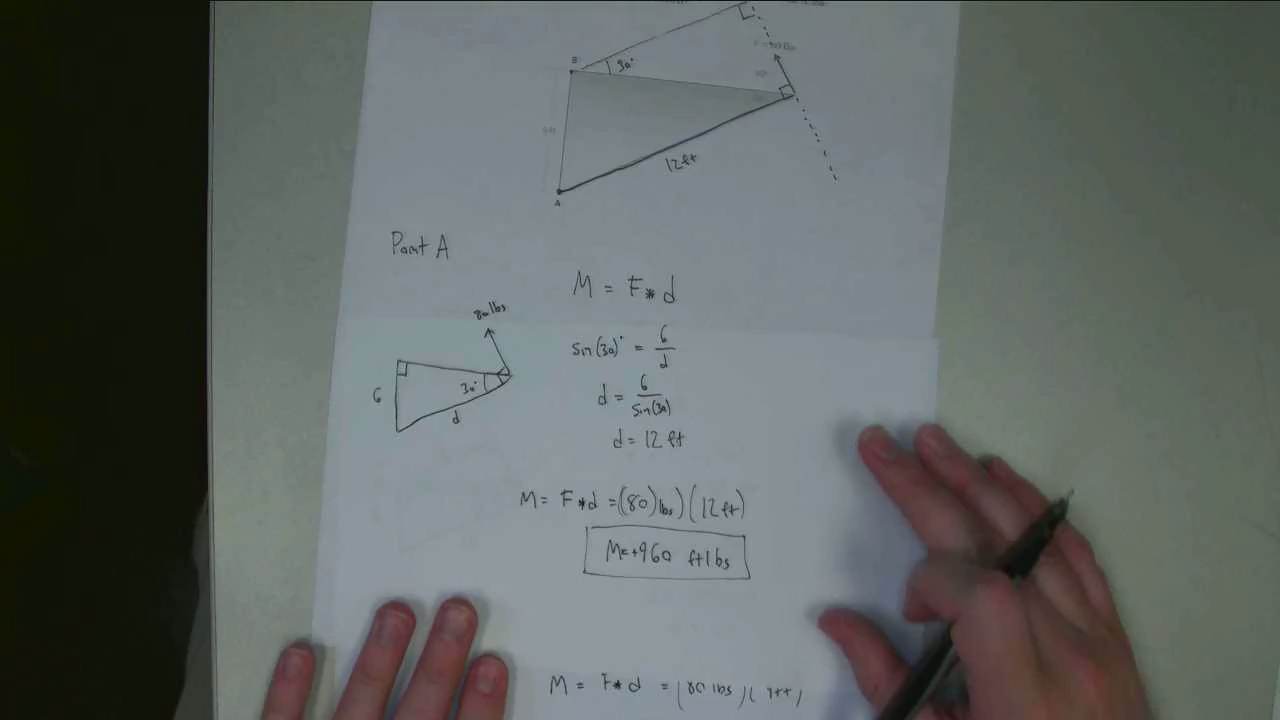 B
30°
12 ft
A
Part A
M = F * d
80 lbs
sin(30)° = 6/d
6
30°
d
d = 6/sin(30)
d = 12 ft
M = F * d = (80) lbs) (12 ft)
M = +960 ft lbs
M = F * d = (80 lbs)(